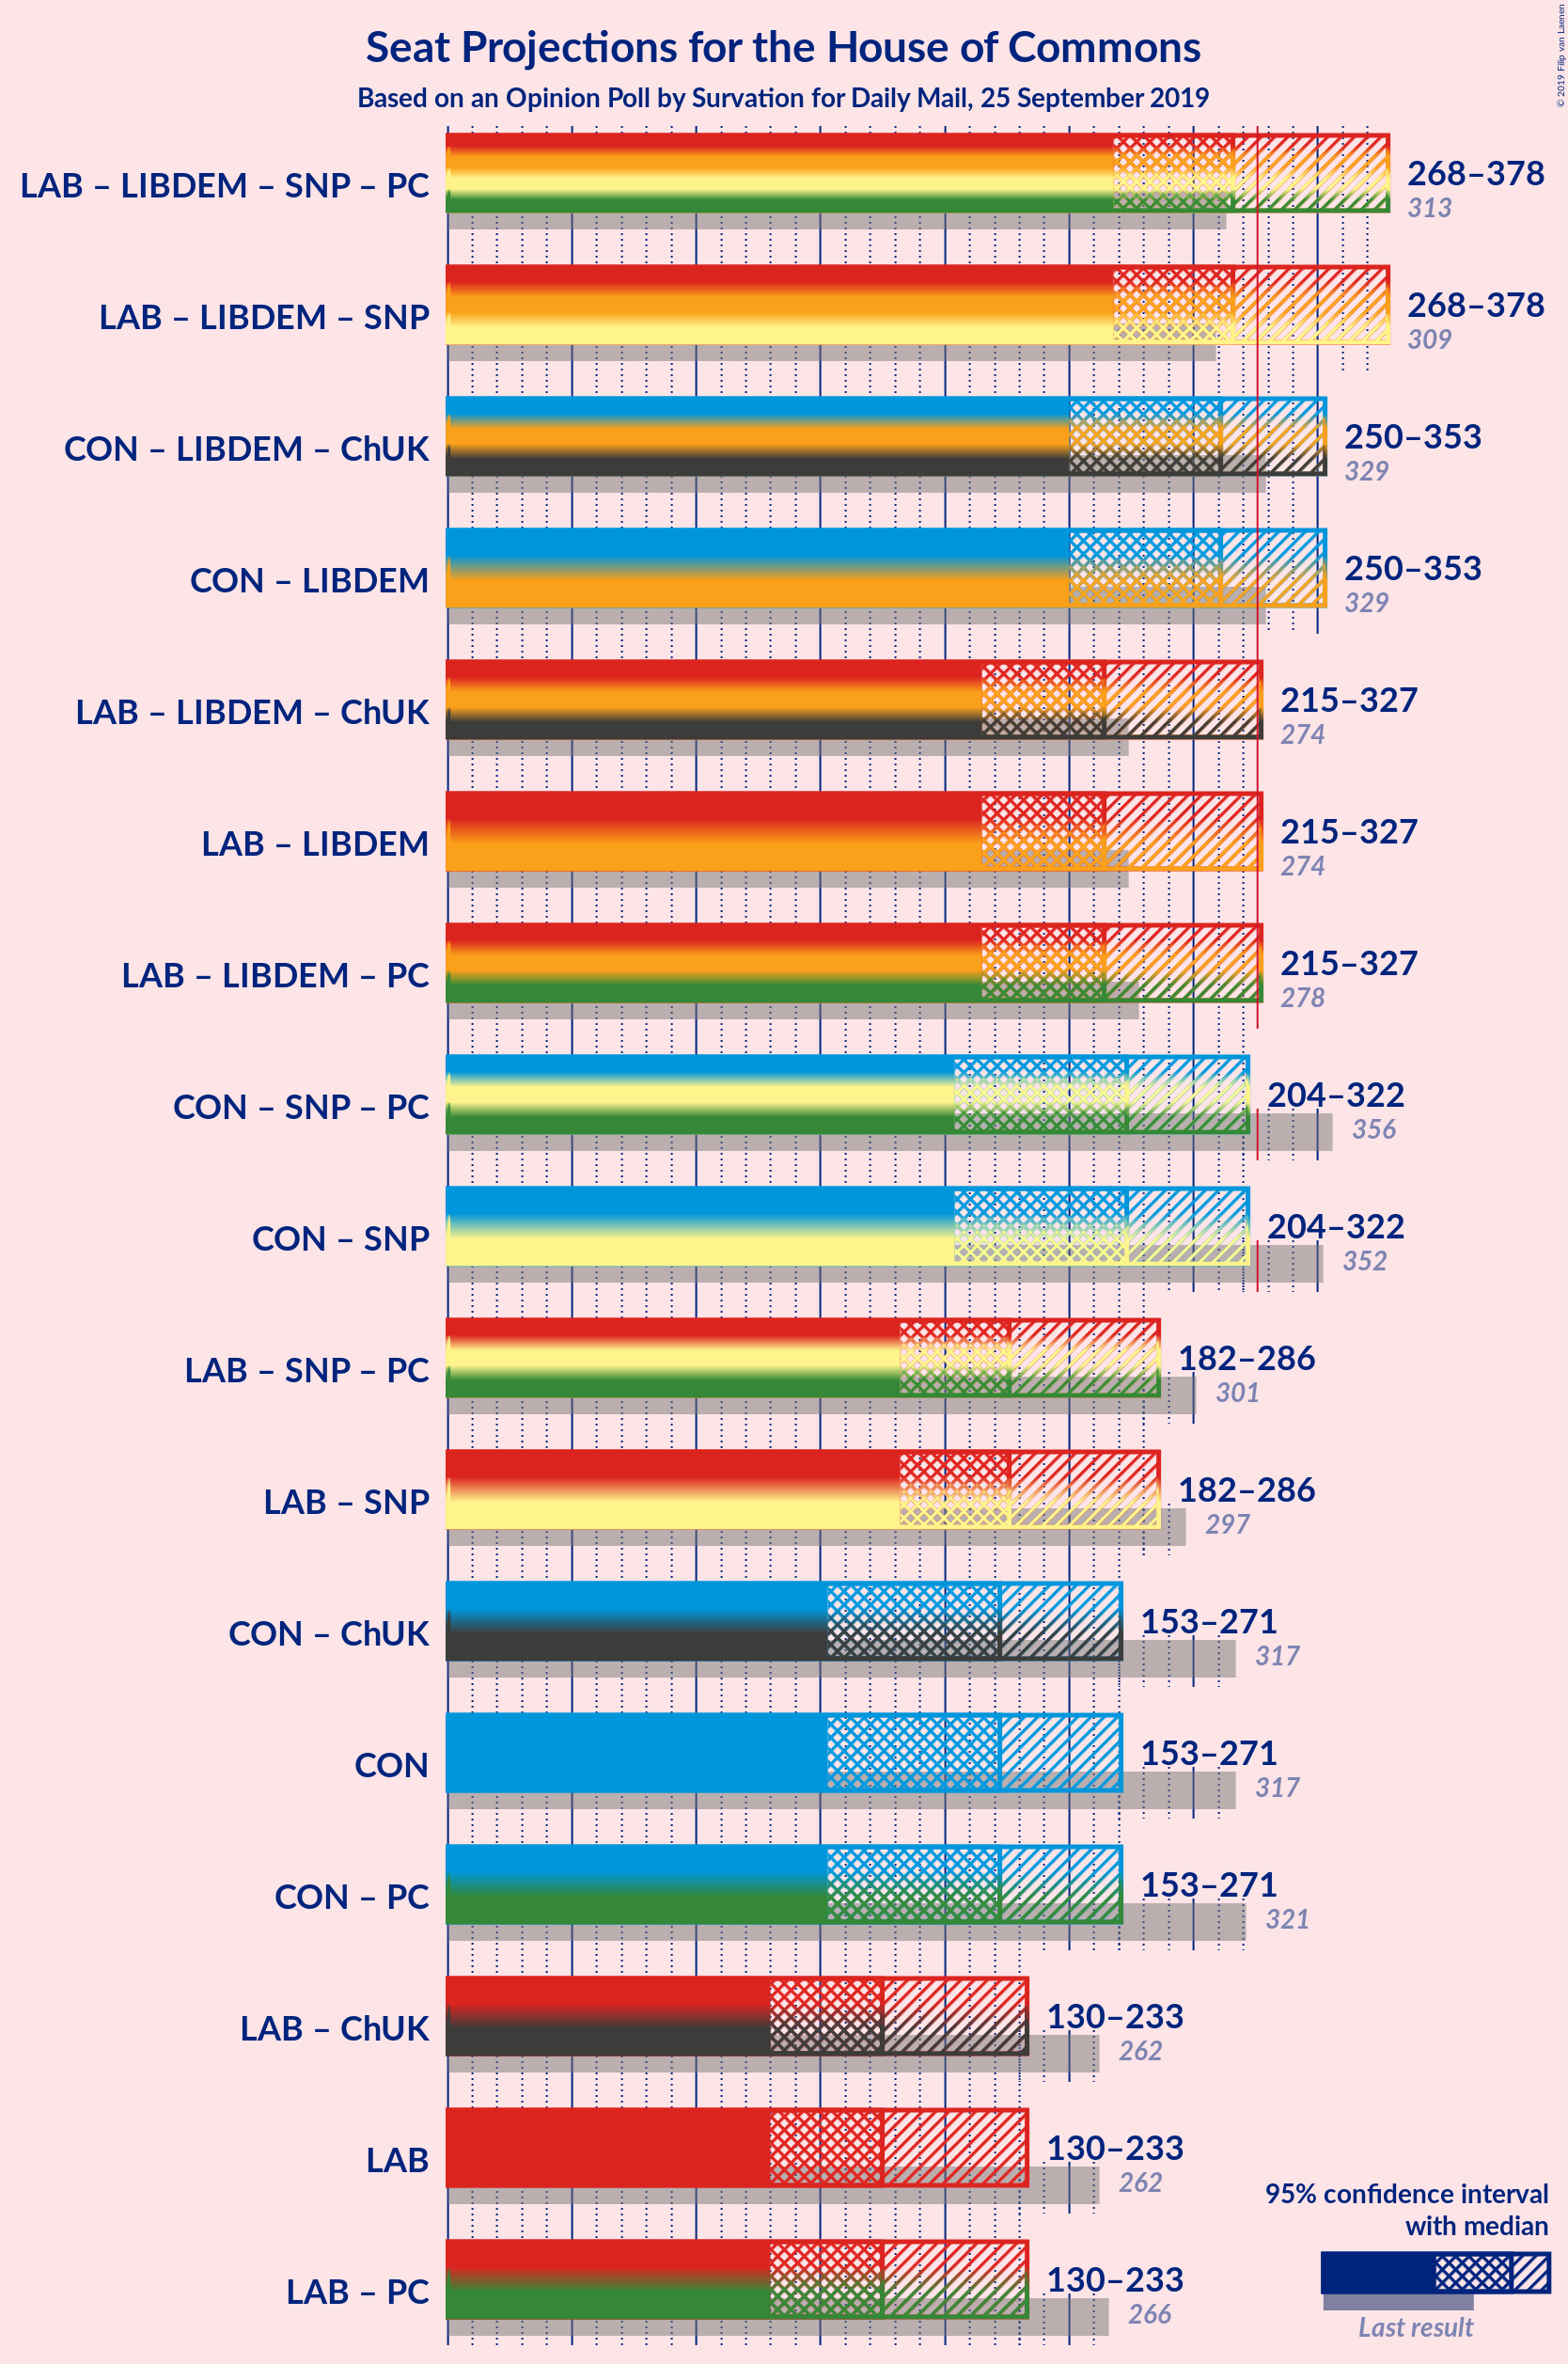 Seat Projections for the House of Commons
Based on an Opinion Poll by Survation for Daily Mail, 25 September 2019
© 2019 Filip van Laenen
LAB – LIBDEM – SNP – PC
268–378
313
LAB – LIBDEM – SNP
268–378
309
CON – LIBDEM – ChUK
250–353
329
CON – LIBDEM
250–353
329
LAB – LIBDEM – ChUK
215–327
274
LAB – LIBDEM
215–327
274
LAB – LIBDEM – PC
215–327
278
CON – SNP – PC
204–322
356
CON – SNP
204–322
352
LAB – SNP – PC
182–286
301
LAB – SNP
182–286
297
CON – ChUK
153–271
317
CON
153–271
317
CON – PC
153–271
321
LAB – ChUK
130–233
262
LAB
130–233
262
LAB – PC
130–233
266
95% confidence interval
with median
Last result